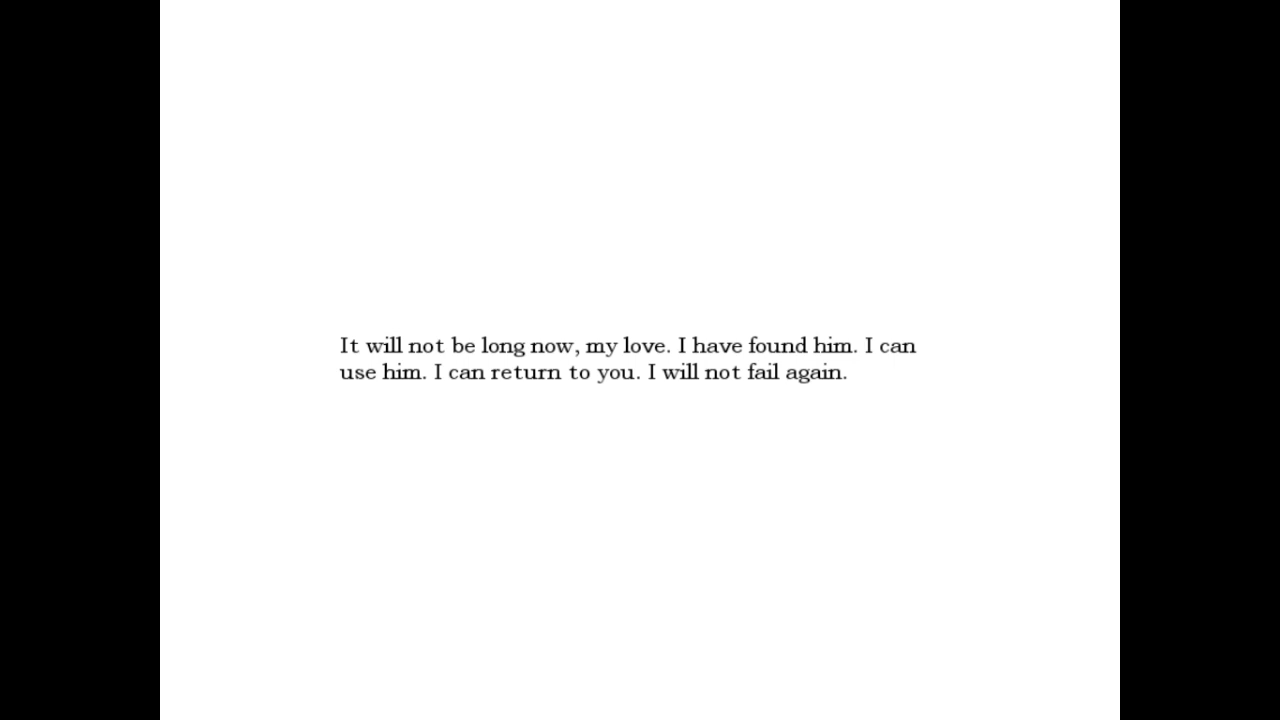 It will not be long now, my love. I have found him. I can
use him. I can return to you. I will not fail again.